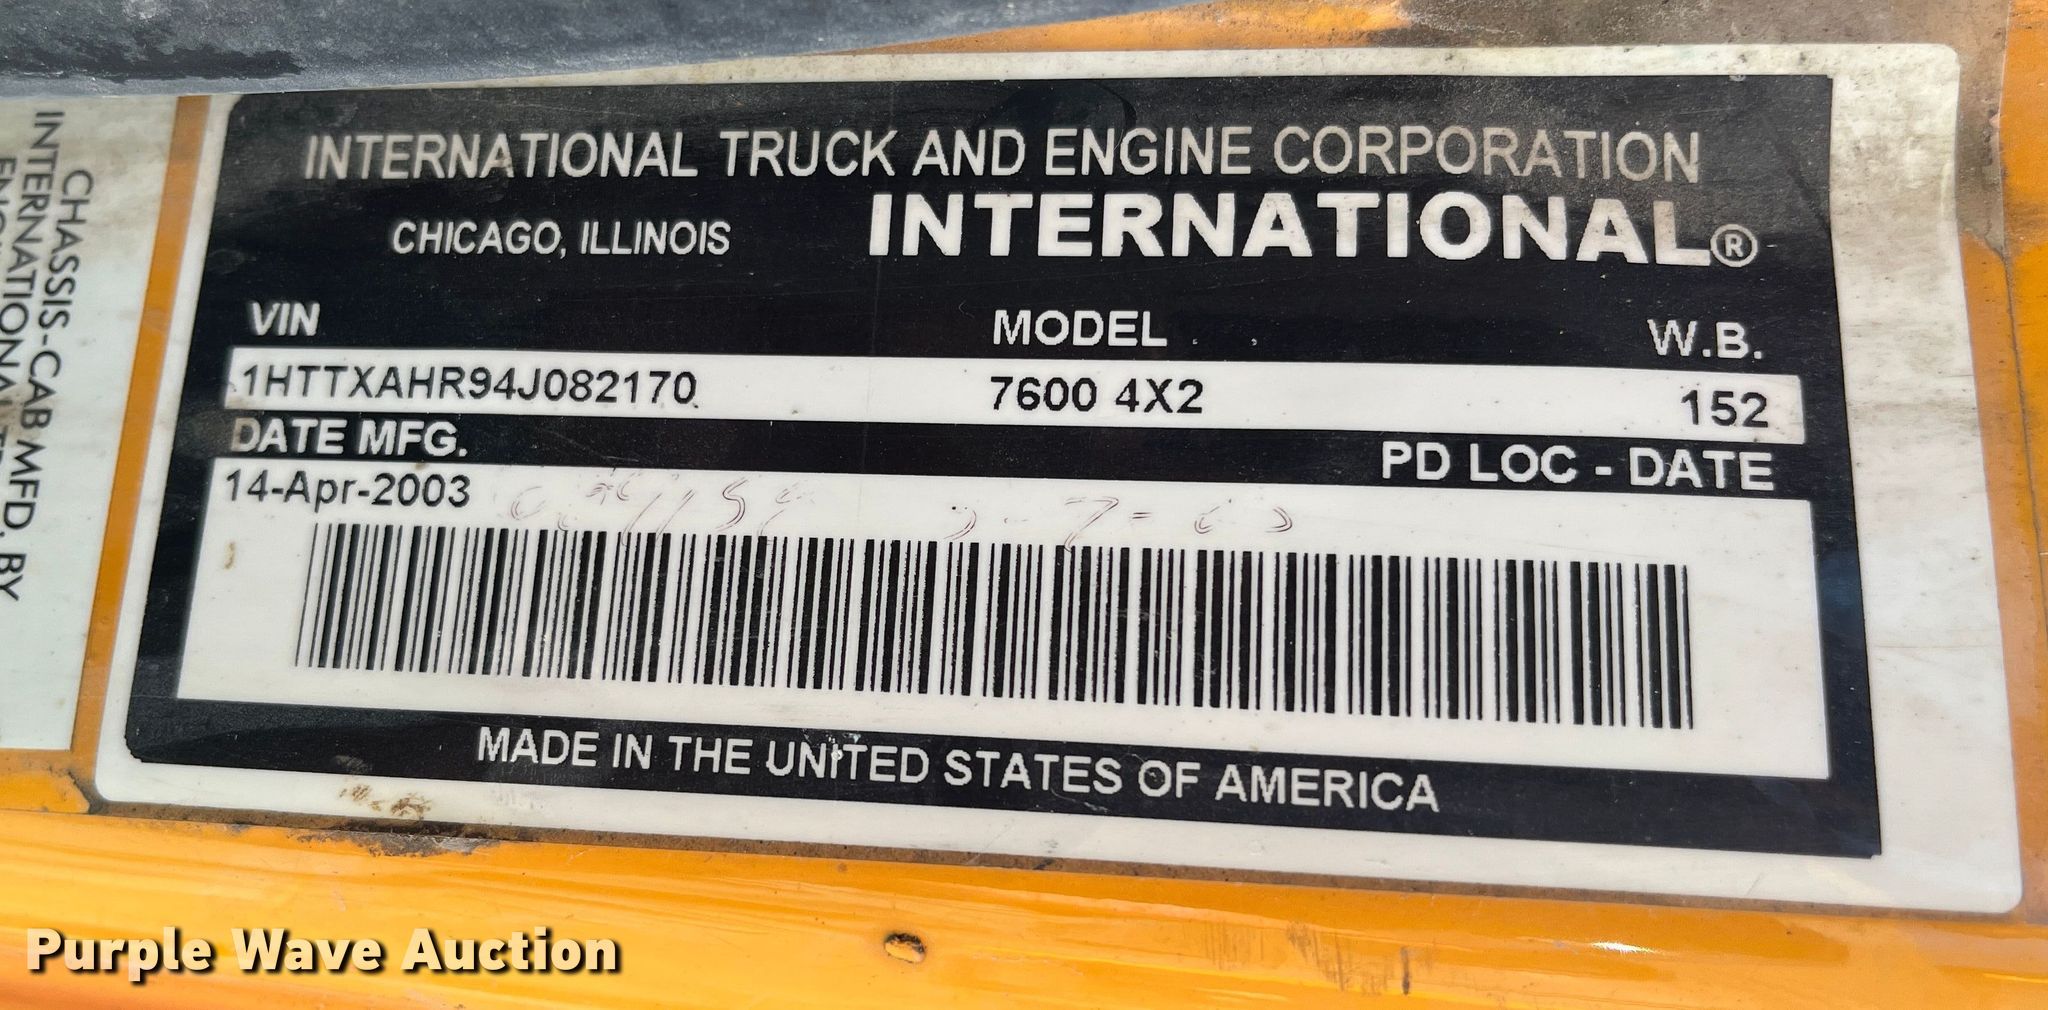 CHASSIS-CAB MFD. BY
INTERNATIONAL
INTERNATIONAL TRUCK AND ENGINE CORPORATION
CHICAGO, ILLINOIS
INTERNATIONAL®
VIN MODEL W.B.
1HTTXAHR94J082170 7600 4X2 152
DATE MFG. PD LOC - DATE
14-Apr-2003
MADE IN THE UNITED STATES OF AMERICA
Purple Wave Auction